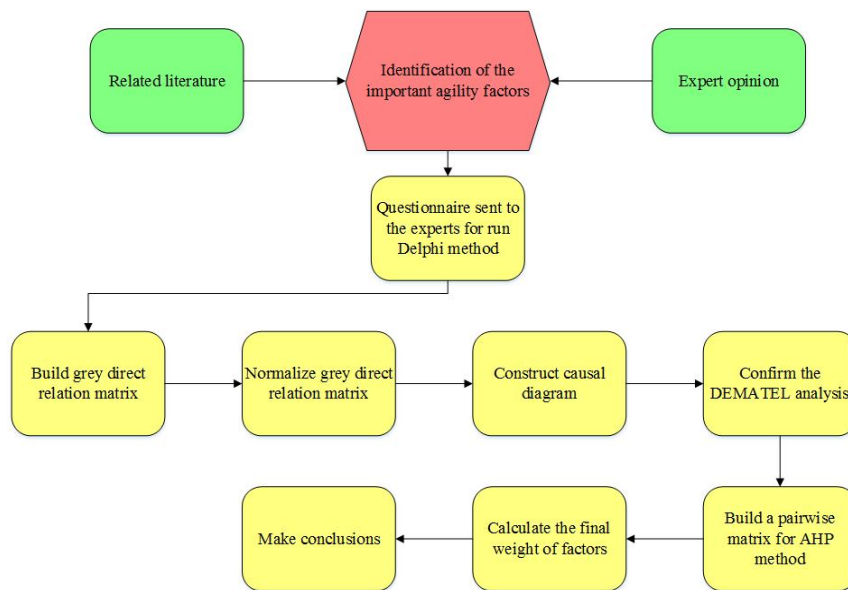 Related literature
Identification of the
important agility factors
Expert opinion
Questionnaire sent to
the experts for run
Delphi method
Build grey direct
relation matrix
Normalize grey direct
relation matrix
Construct causal
diagram
Confirm the
DEMATEL analysis
Make conclusions
Calculate the final
weight of factors
Build a pairwise
matrix for AHP
method